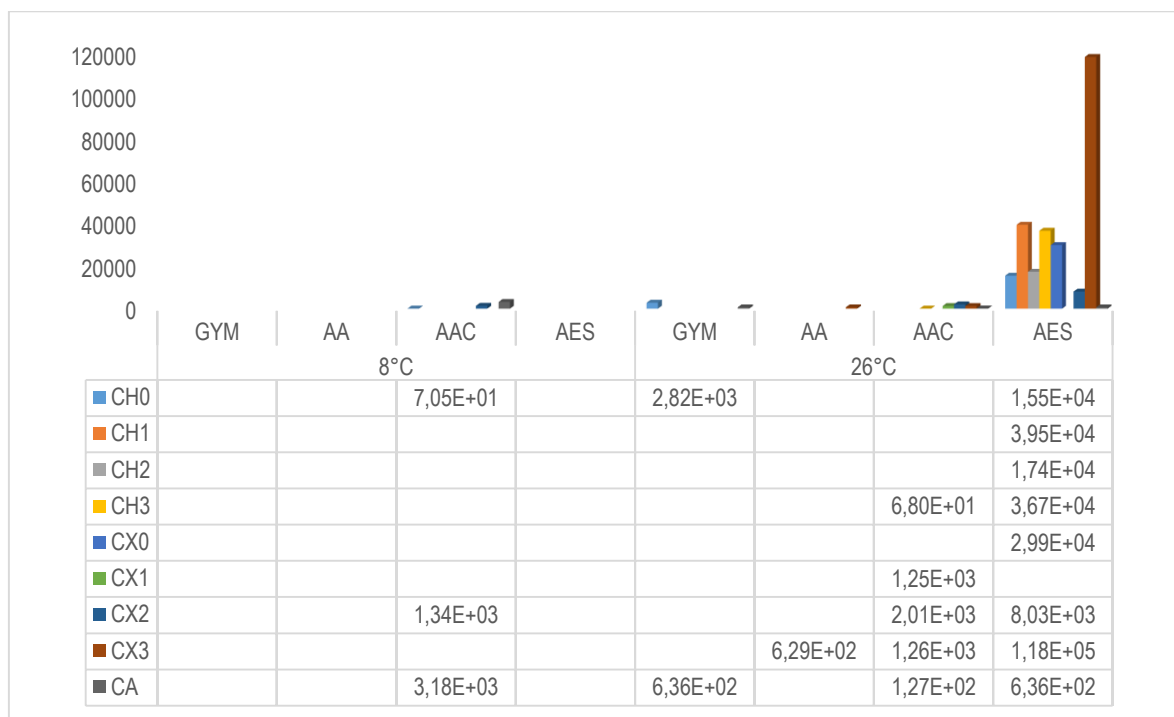 120000
100000
80000
60000
40000
20000
0
GYM AA AAC AES GYM AA AAC AES
8°C 26°C
CH0 7,05E+01 2,82E+03 1,55E+04
CH1 3,95E+04
CH2 1,74E+04
CH3 6,80E+01 3,67E+04
CX0 2,99E+04
CX1 1,25E+03
CX2 1,34E+03 2,01E+03 8,03E+03
CX3 6,29E+02 1,26E+03 1,18E+05
CA 3,18E+03 6,36E+02 1,27E+02 6,36E+02